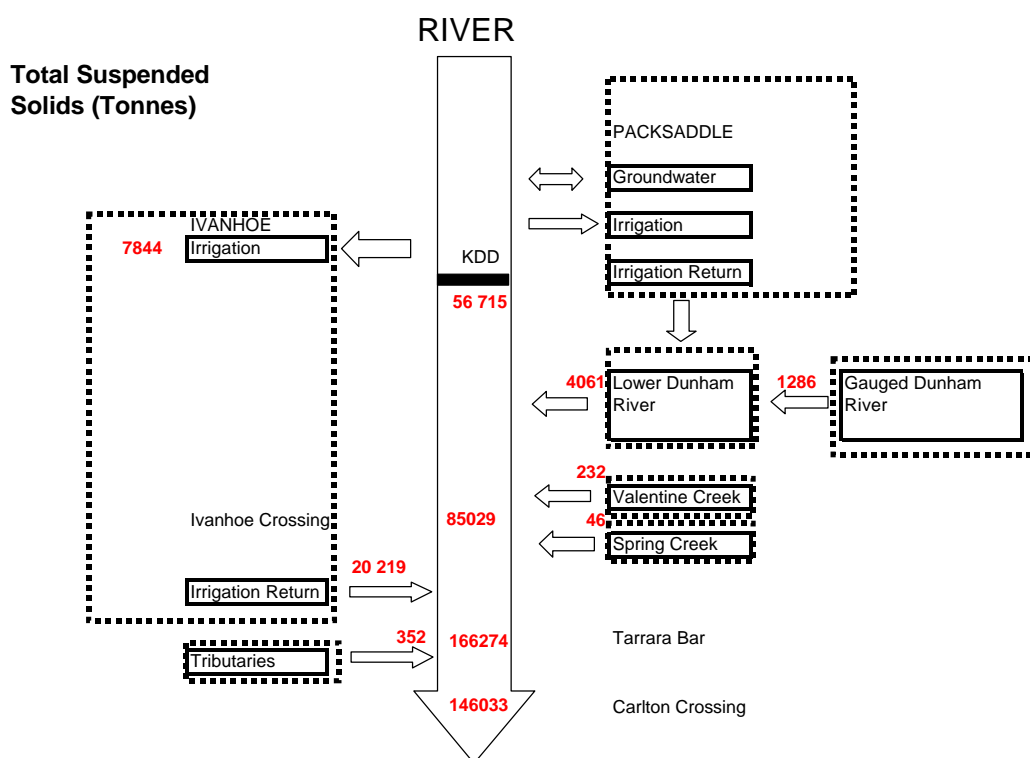 RIVER
Total Suspended
Solids (Tonnes)
PACKSADDLE
Groundwater
Irrigation
Irrigation Return
IVANHOE
7844
Irrigation
KDD
56 715
4061
Lower Dunham
River
1286
Gauged Dunham
River
232
Valentine Creek
46
Spring Creek
Ivanhoe Crossing
85029
20 219
Irrigation Return
352
Tributaries
166274
Tarrara Bar
146033
Carlton Crossing